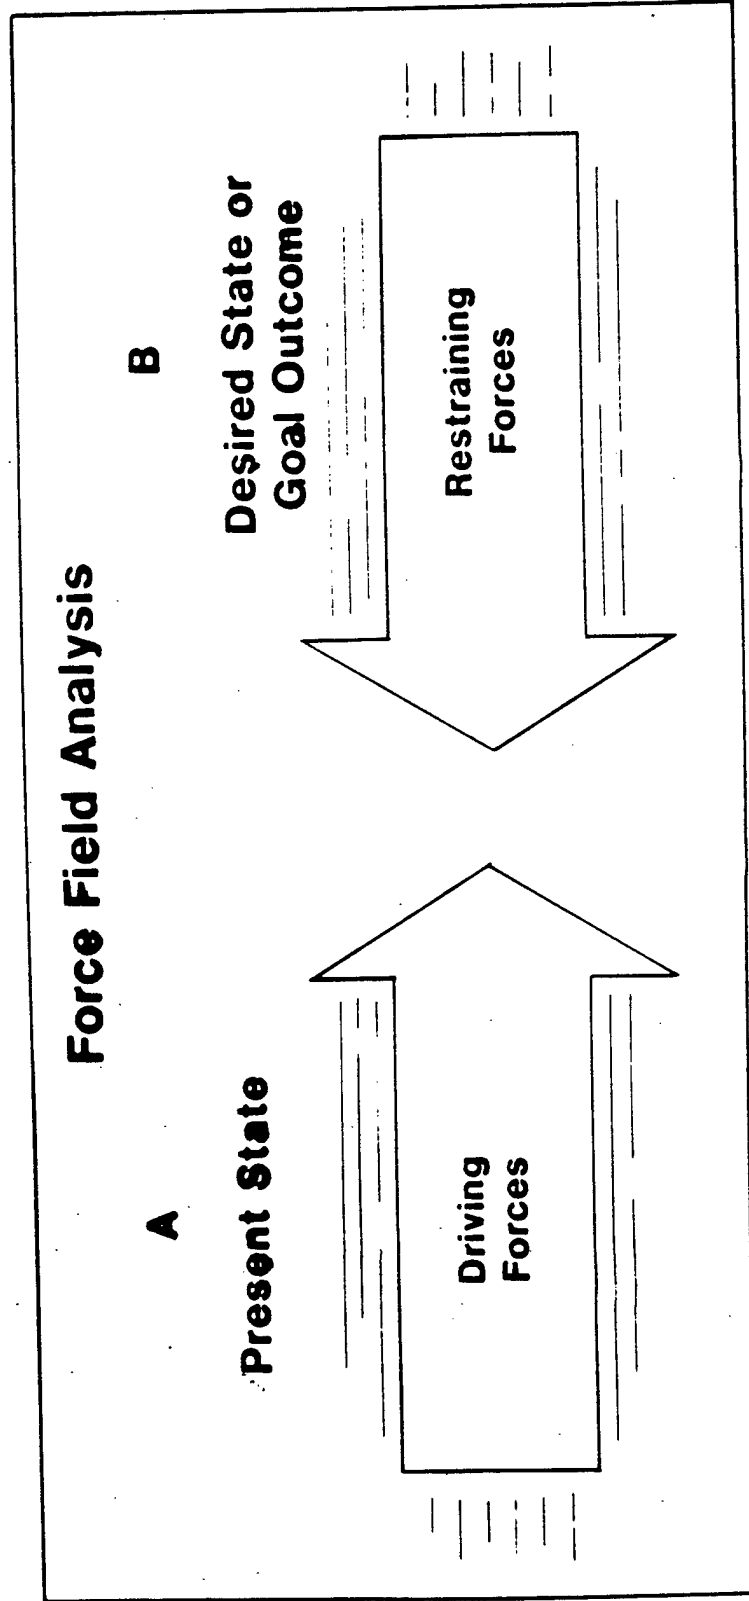 Force Field Analysis
A
Present State
B
Desired State or
Goal Outcome
Driving
Forces
Restraining
Forces